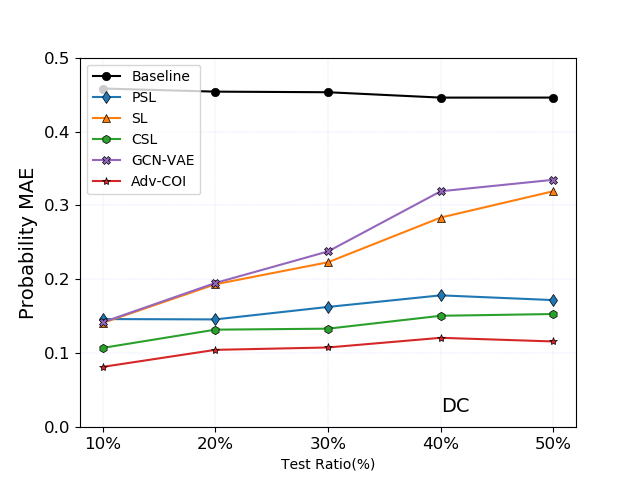 0.5
0.4
0.3
0.2
0.1
0.0
Probability MAE
Baseline
PSL
SL
CSL
GCN-VAE
Adv-COI
DC
10% 20% 30% 40% 50%
Test Ratio(%)